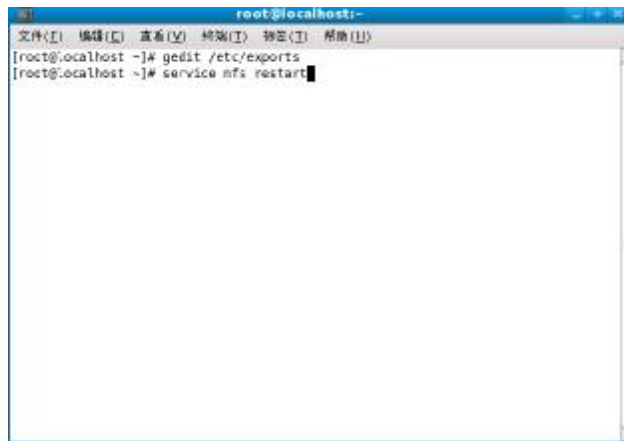 root@localhost:~
文件(F) 编辑(E) 查看(V) 终端(T) 标签(T) 帮助(H)
[root@localhost ~]# gedit /etc/exports
[root@localhost ~]# service nfs restart